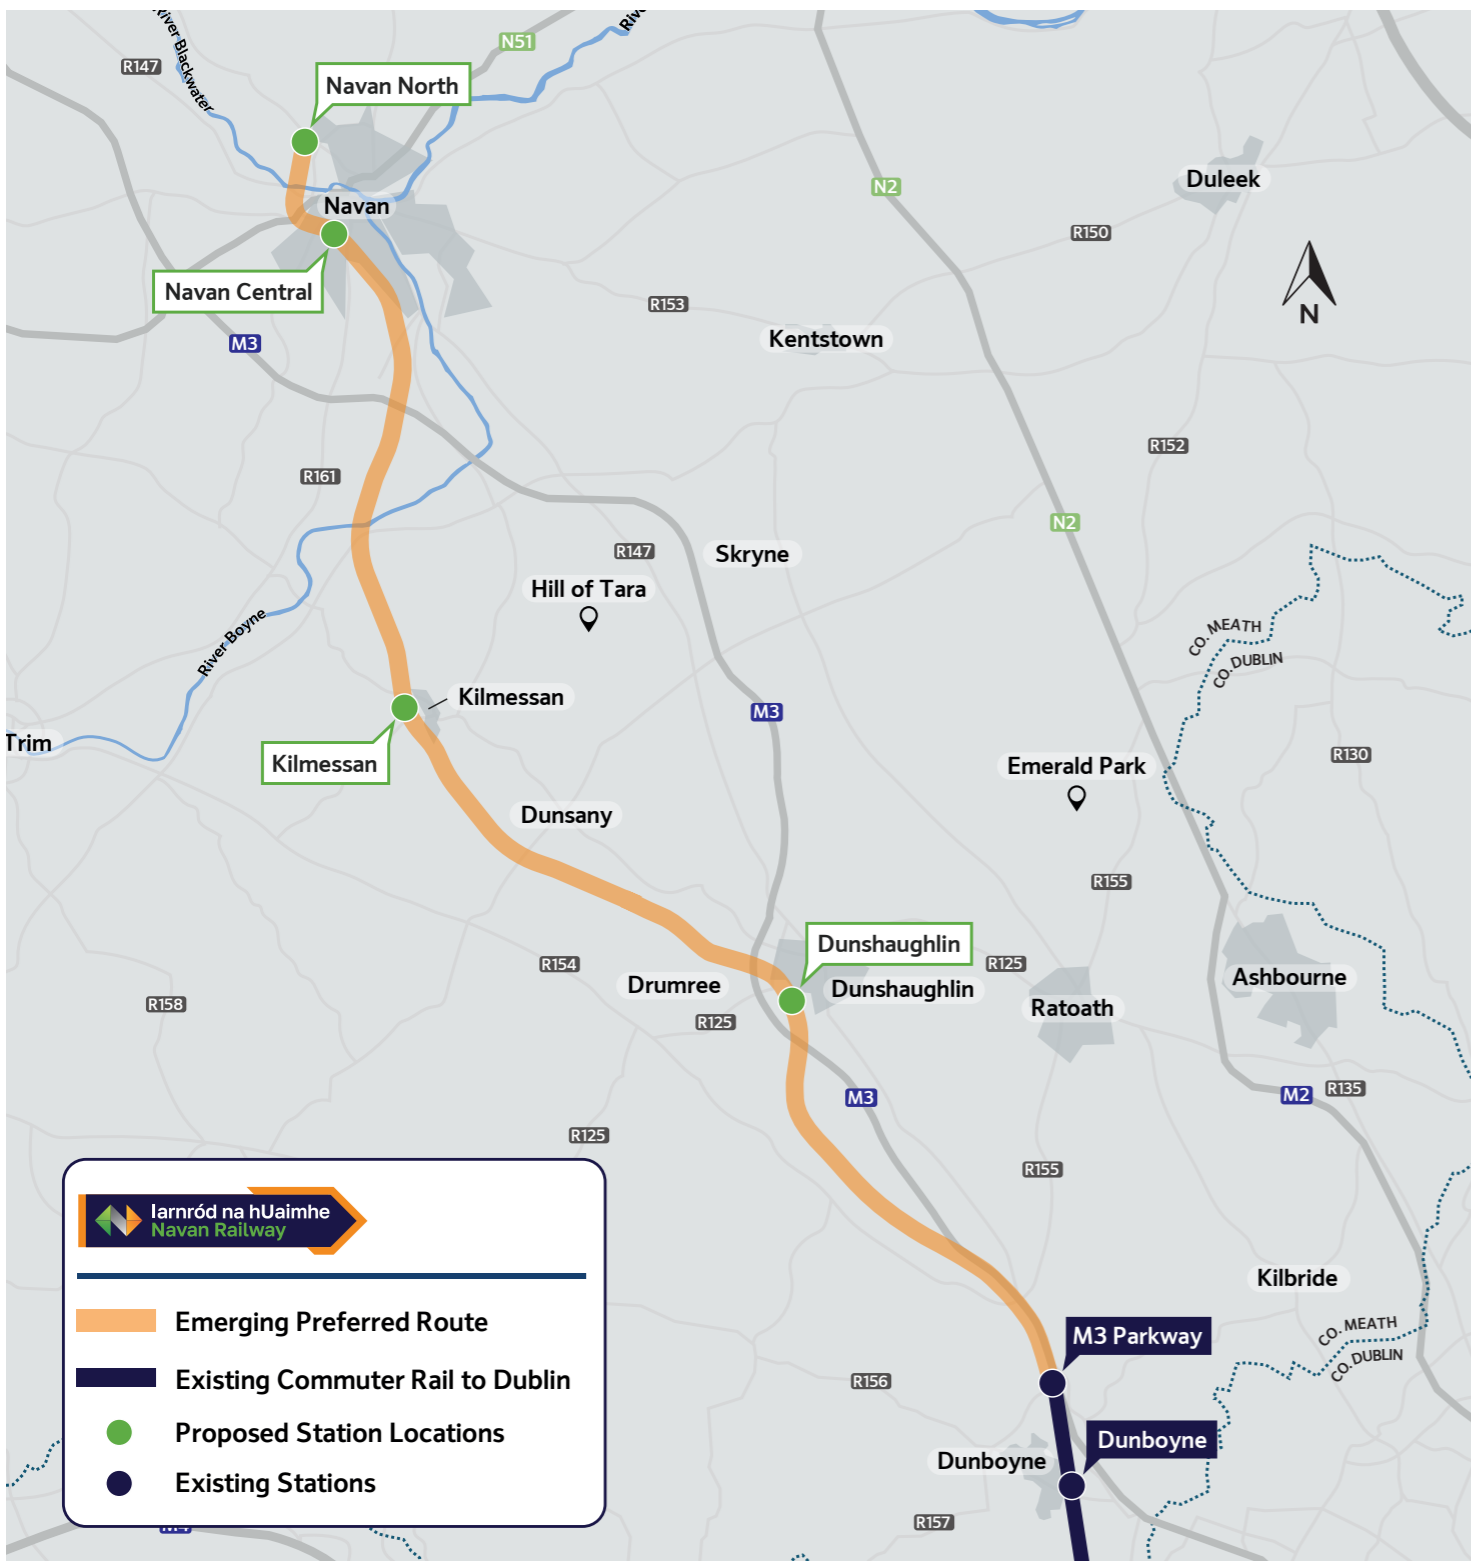 River Blackwater
Rive
N51
R147
Navan North
Duleek
N2
Navan
R150
Navan Central
R153
N
M3
Kentstown
R152
R161
N2
R147
Skryne
Hill of Tara
River Boyne
CO. MEATH
CO. DUBLIN
Kilmessan
M3
Trim
Kilmessan
R130
Emerald Park
Dunsany
R155
Dunshaughlin
R154
R125
Ashbourne
Drumree
Dunshaughlin
R158
Ratoath
R125
M3
M2
R135
R125
R155
Iarnród na hUaimhe
Navan Railway
Kilbride
Emerging Preferred Route
CO. MEATH
M3 Parkway
CO. DUBLIN
Existing Commuter Rail to Dublin
R156
Proposed Station Locations
Dunboyne
Dunboyne
Existing Stations
R157